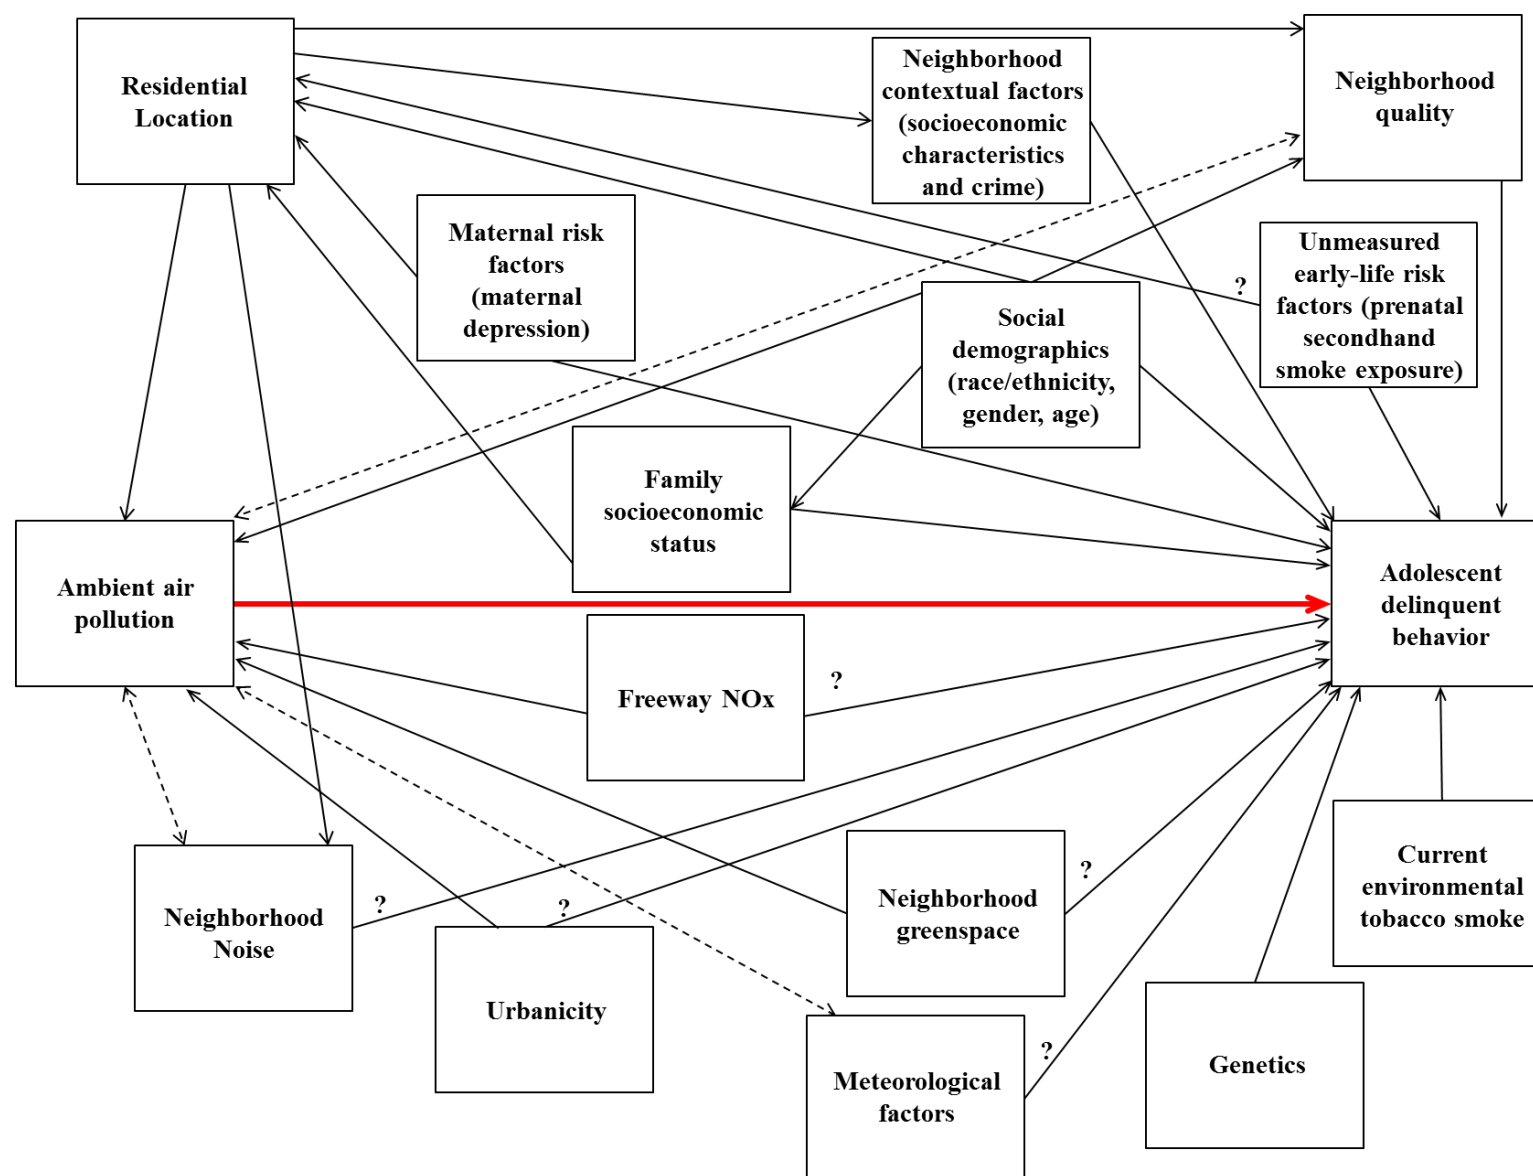 Residential
Location
Neighborhood
contextual factors
(socioeconomic
characteristics
and crime)
Neighborhood
quality
Maternal risk
factors
(maternal
depression)
Social
demographics
(race/ethnicity,
gender, age)
?
Unmeasured
early-life risk
factors (prenatal
secondhand
smoke exposure)
Family
socioeconomic
status
Ambient air
pollution
Adolescent
delinquent
behavior
Freeway NOx
?
Neighborhood
Noise
?
Urbanicity
?
Neighborhood
greenspace
?
Current
environmental
tobacco smoke
Meteorological
factors
?
Genetics